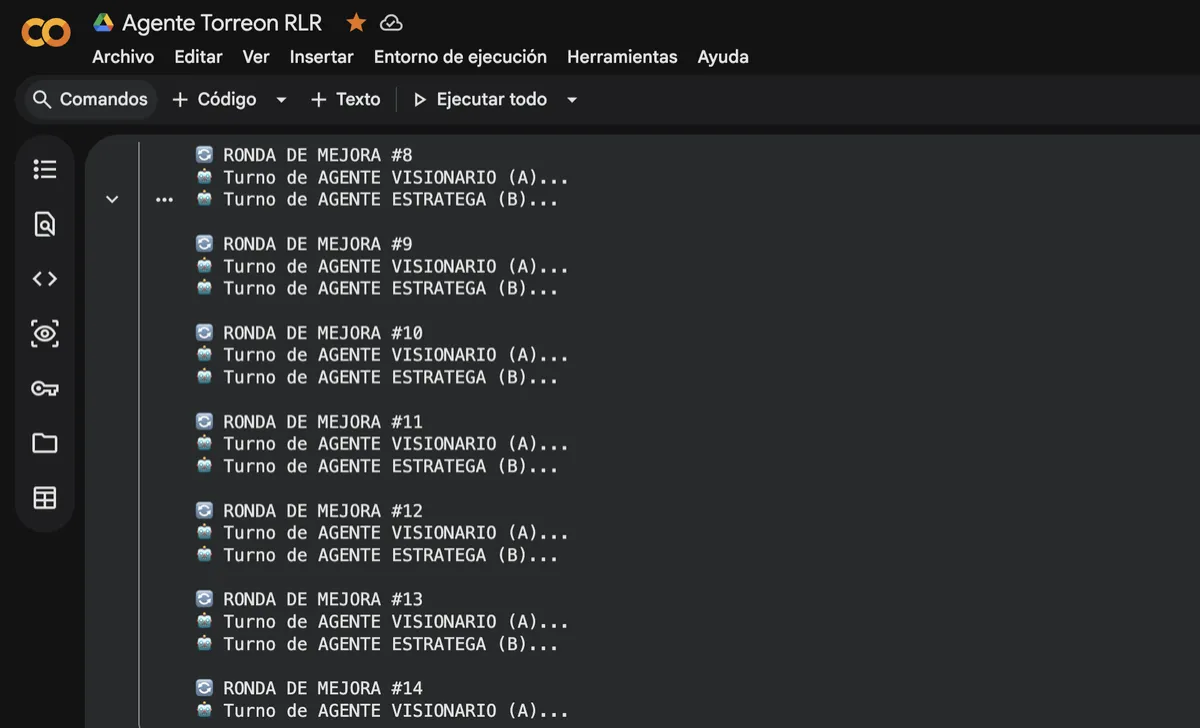 Agente Torreon RLR
Archivo Editar Ver Insertar Entorno de ejecución Herramientas Ayuda
Comandos + Código + Texto Ejecutar todo
RONDA DE MEJORA #8
Turno de AGENTE VISIONARIO (A)...
Turno de AGENTE ESTRATEGA (B)...
RONDA DE MEJORA #9
Turno de AGENTE VISIONARIO (A)...
Turno de AGENTE ESTRATEGA (B)...
RONDA DE MEJORA #10
Turno de AGENTE VISIONARIO (A)...
Turno de AGENTE ESTRATEGA (B)...
RONDA DE MEJORA #11
Turno de AGENTE VISIONARIO (A)...
Turno de AGENTE ESTRATEGA (B)...
RONDA DE MEJORA #12
Turno de AGENTE VISIONARIO (A)...
Turno de AGENTE ESTRATEGA (B)...
RONDA DE MEJORA #13
Turno de AGENTE VISIONARIO (A)...
Turno de AGENTE ESTRATEGA (B)...
RONDA DE MEJORA #14
Turno de AGENTE VISIONARIO (A)...